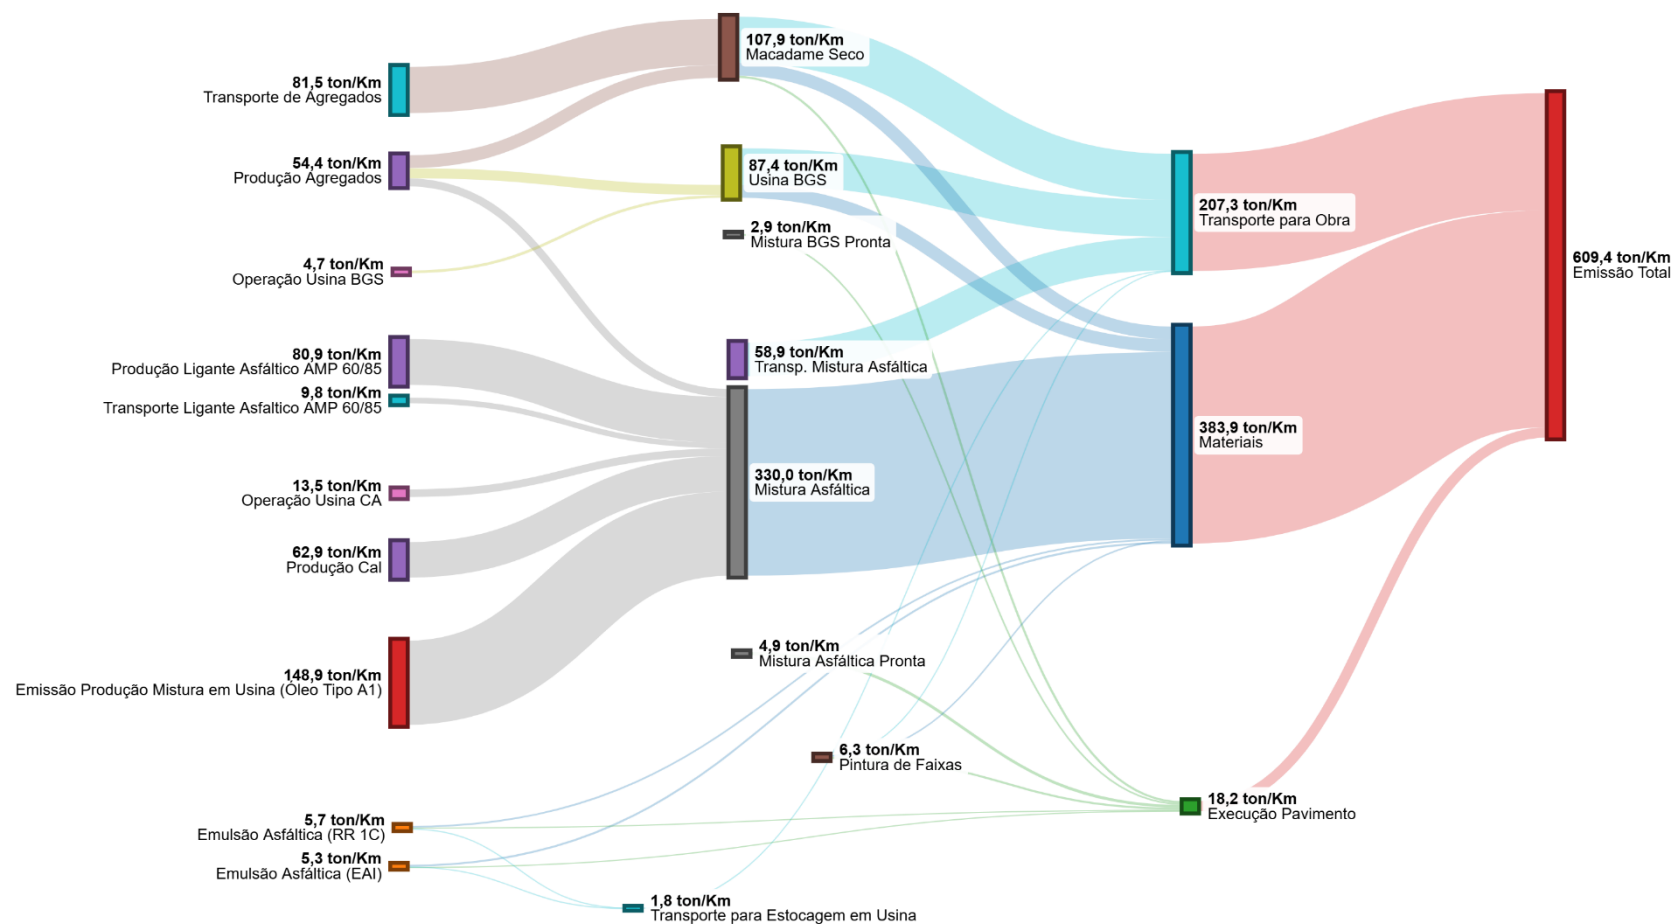 107,9 ton/Km
Macadame Seco
81,5 ton/Km
Transporte de Agregados
54,4 ton/Km
Produção Agregados
87,4 ton/Km
Usina BGS
2,9 ton/Km
Mistura BGS Pronta
207,3 ton/Km
Transporte para Obra
609,4 ton/Km
Emissão Total
4,7 ton/Km
Operação Usina BGS
80,9 ton/Km
Produção Ligante Asfáltico AMP 60/85
9,8 ton/Km
Transporte Ligante Asfaltico AMP 60/85
58,9 ton/Km
Transp. Mistura Asfáltica
383,9 ton/Km
Materiais
330,0 ton/Km
Mistura Asfáltica
13,5 ton/Km
Operação Usina CA
62,9 ton/Km
Produção Cal
148,9 ton/Km
Emissão Produção Mistura em Usina (Óleo Tipo A1)
4,9 ton/Km
Mistura Asfáltica Pronta
6,3 ton/Km
Pintura de Faixas
18,2 ton/Km
Execução Pavimento
5,7 ton/Km
Emulsão Asfáltica (RR 1C)
5,3 ton/Km
Emulsão Asfáltica (EAI)
1,8 ton/Km
Transporte para Estocagem em Usina